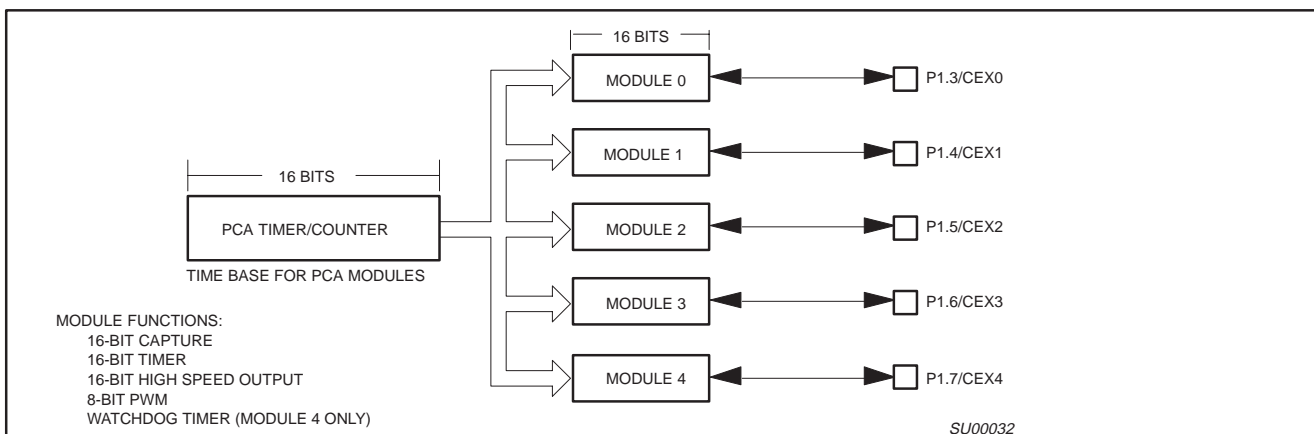 16 BITS
MODULE 0
P1.3/CEX0
MODULE 1
P1.4/CEX1
16 BITS
PCA TIMER/COUNTER
MODULE 2
P1.5/CEX2
TIME BASE FOR PCA MODULES
MODULE 3
P1.6/CEX3
MODULE FUNCTIONS:
16-BIT CAPTURE
16-BIT TIMER
16-BIT HIGH SPEED OUTPUT
8-BIT PWM
WATCHDOG TIMER (MODULE 4 ONLY)
MODULE 4
P1.7/CEX4
SU00032